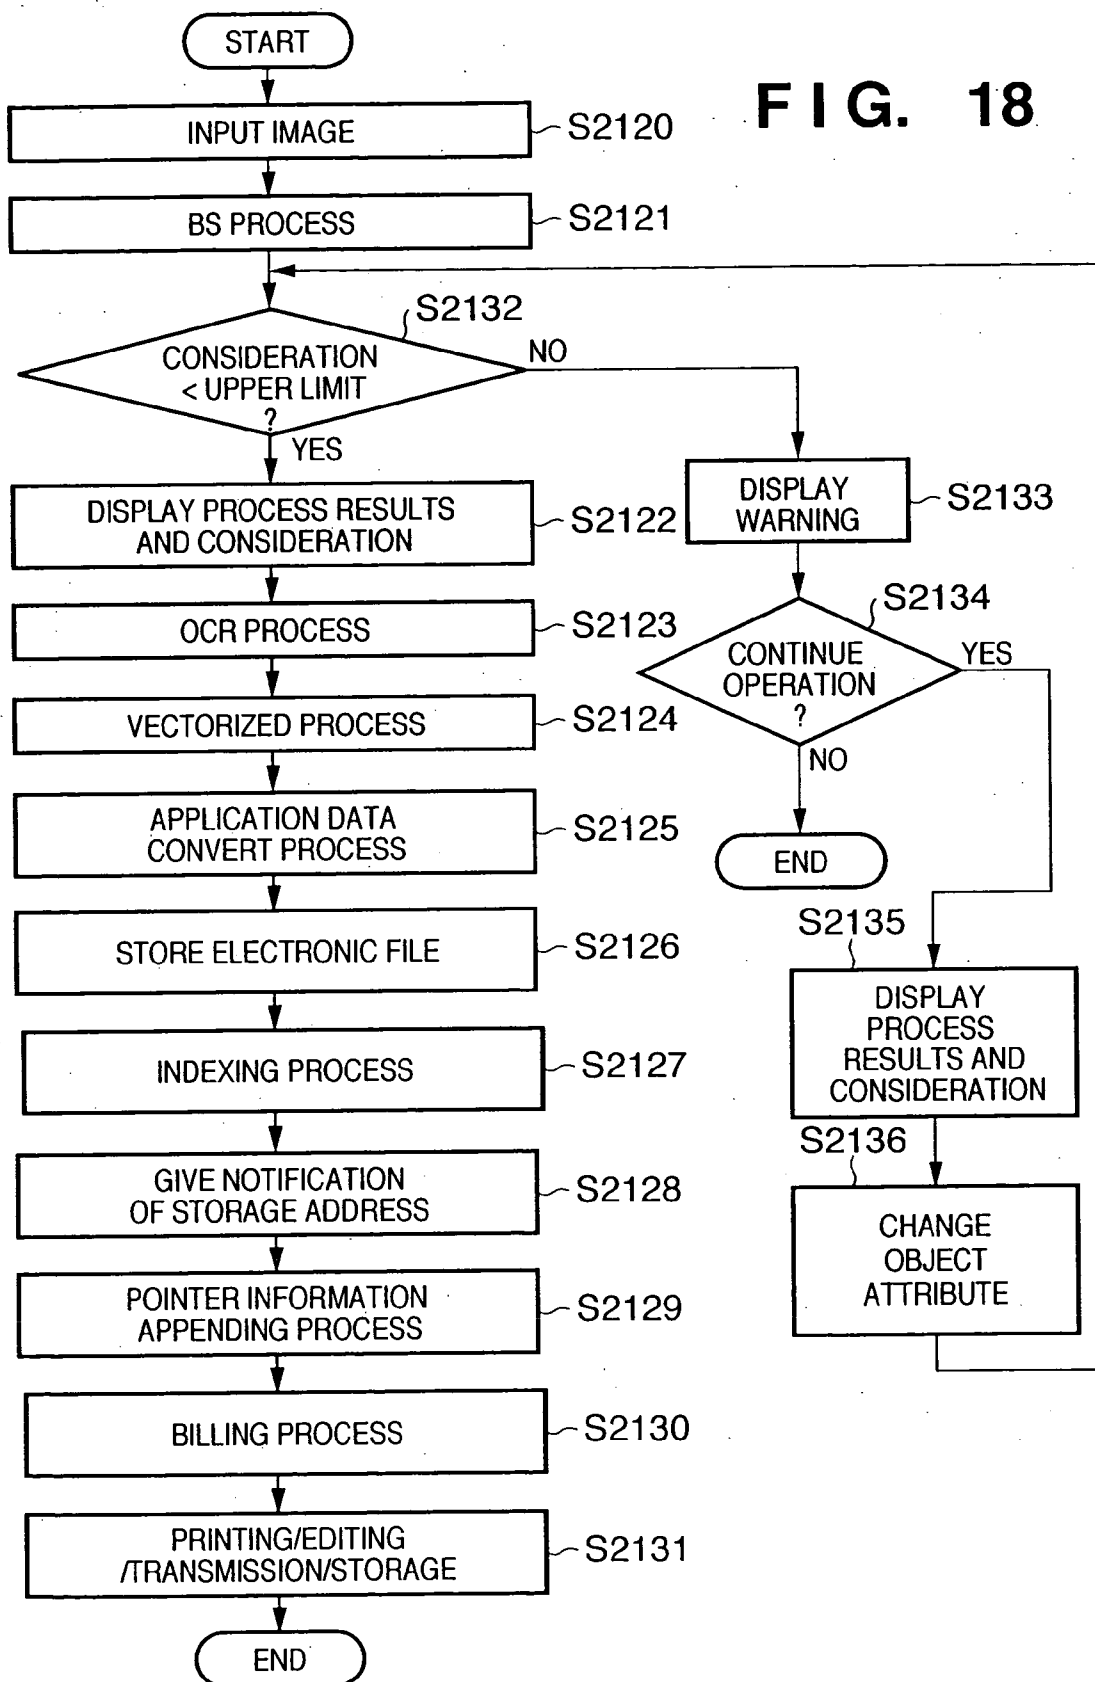 START
FIG. 18
INPUT IMAGE
S2120
BS PROCESS
S2121
S2132
CONSIDERATION
< UPPER LIMIT
?
NO
YES
DISPLAY PROCESS RESULTS
AND CONSIDERATION
S2122
OCR PROCESS
S2123
VECTORIZED PROCESS
S2124
APPLICATION DATA
CONVERT PROCESS
S2125
STORE ELECTRONIC FILE
S2126
INDEXING PROCESS
S2127
GIVE NOTIFICATION
OF STORAGE ADDRESS
S2128
POINTER INFORMATION
APPENDING PROCESS
S2129
BILLING PROCESS
S2130
PRINTING/EDITING
/TRANSMISSION/STORAGE
S2131
END
DISPLAY
WARNING
S2133
S2134
CONTINUE
OPERATION
?
YES
NO
END
S2135
DISPLAY
PROCESS
RESULTS AND
CONSIDERATION
S2136
CHANGE
OBJECT
ATTRIBUTE